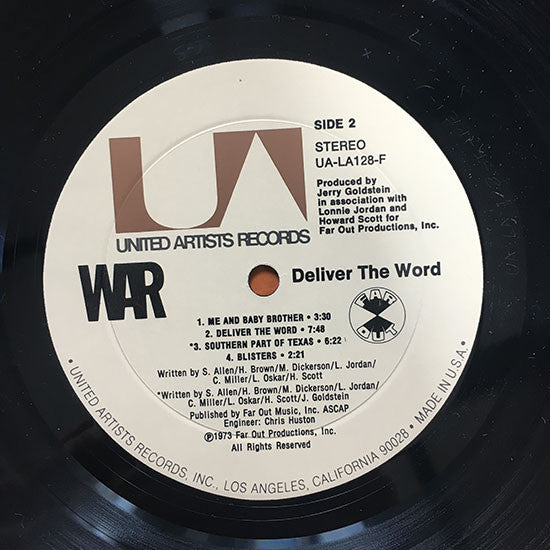 UA
UNITED ARTISTS RECORDS
SIDE 2
STEREO
UA-LA128-F
Produced by
Jerry Goldstein
in association with
Lonnie Jordan and
Howard Scott for
Far Out Productions, Inc.
WAR
Deliver The Word
FAR
OUT
1. ME AND BABY BROTHER • 3:30
2. DELIVER THE WORD • 7:48
*3. SOUTHERN PART OF TEXAS • 6:22
4. BLISTERS • 2:21
Written by S. Allen/H. Brown/M. Dickerson/L. Jordan/
C. Miller/L. Oskar/H. Scott
*Written by S. Allen/H. Brown/M. Dickerson/L. Jordan/
C. Miller/L. Oskar/H. Scott/J. Goldstein
Published by Far Out Music, Inc. ASCAP
Engineer: Chris Huston
Ⓟ1973 Far Out Productions, Inc.
All Rights Reserved
• UNITED ARTISTS RECORDS, INC., LOS ANGELES, CALIFORNIA 90028 • MADE IN U.S.A. •